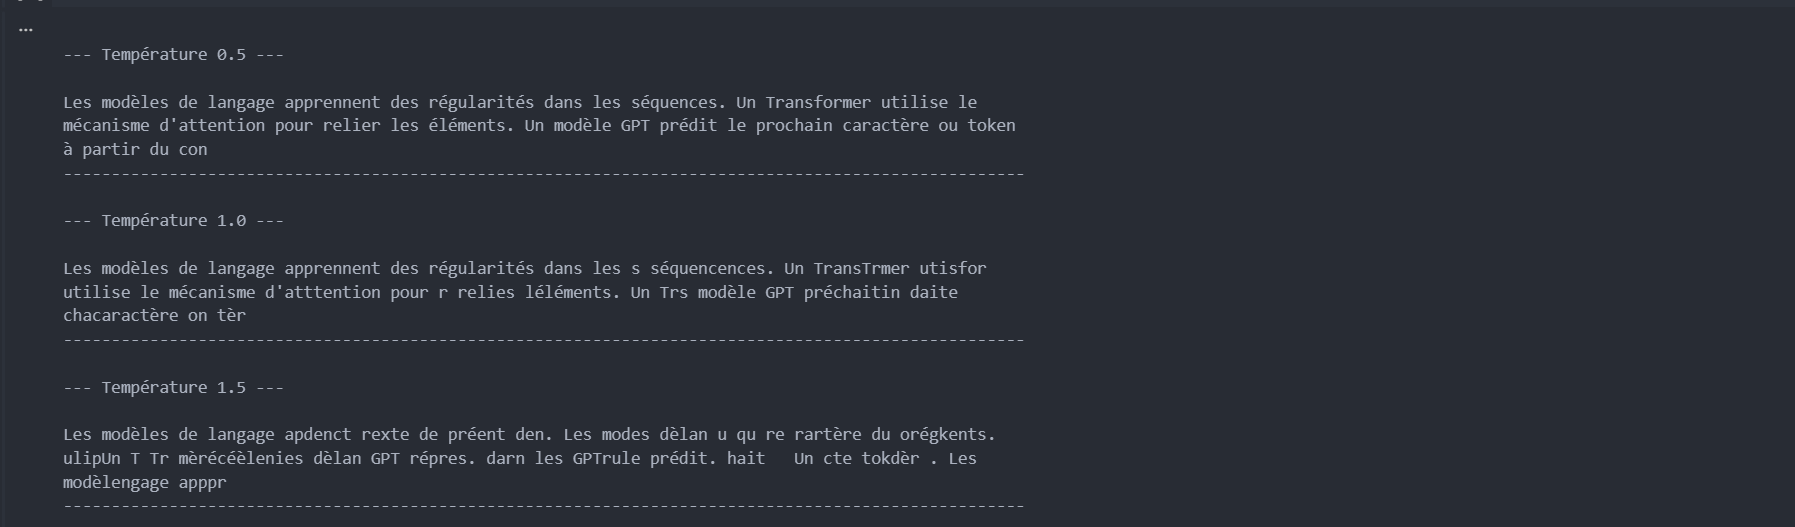 ...
--- Température 0.5 ---
Les modèles de langage apprennent des régularités dans les séquences. Un Transformer utilise le
mécanisme d'attention pour relier les éléments. Un modèle GPT prédit le prochain caractère ou token
à partir du con
----------------------------------------------------------------------------------------------------
--- Température 1.0 ---
Les modèles de langage apprennent des régularités dans les s séquencences. Un TransTrmer utisfor
utilise le mécanisme d'atttention pour r relies léléments. Un Trs modèle GPT préchaitin daite
chacaractère on tèr
----------------------------------------------------------------------------------------------------
--- Température 1.5 ---
Les modèles de langage apdenct rexte de préent den. Les modes dèlan u qu re rartère du orégkents.
ulipUn T Tr mèrécéèlenies dèlan GPT répres. darn les GPTrule prédit. hait   Un cte tokdèr . Les
modèlengage apppr
----------------------------------------------------------------------------------------------------